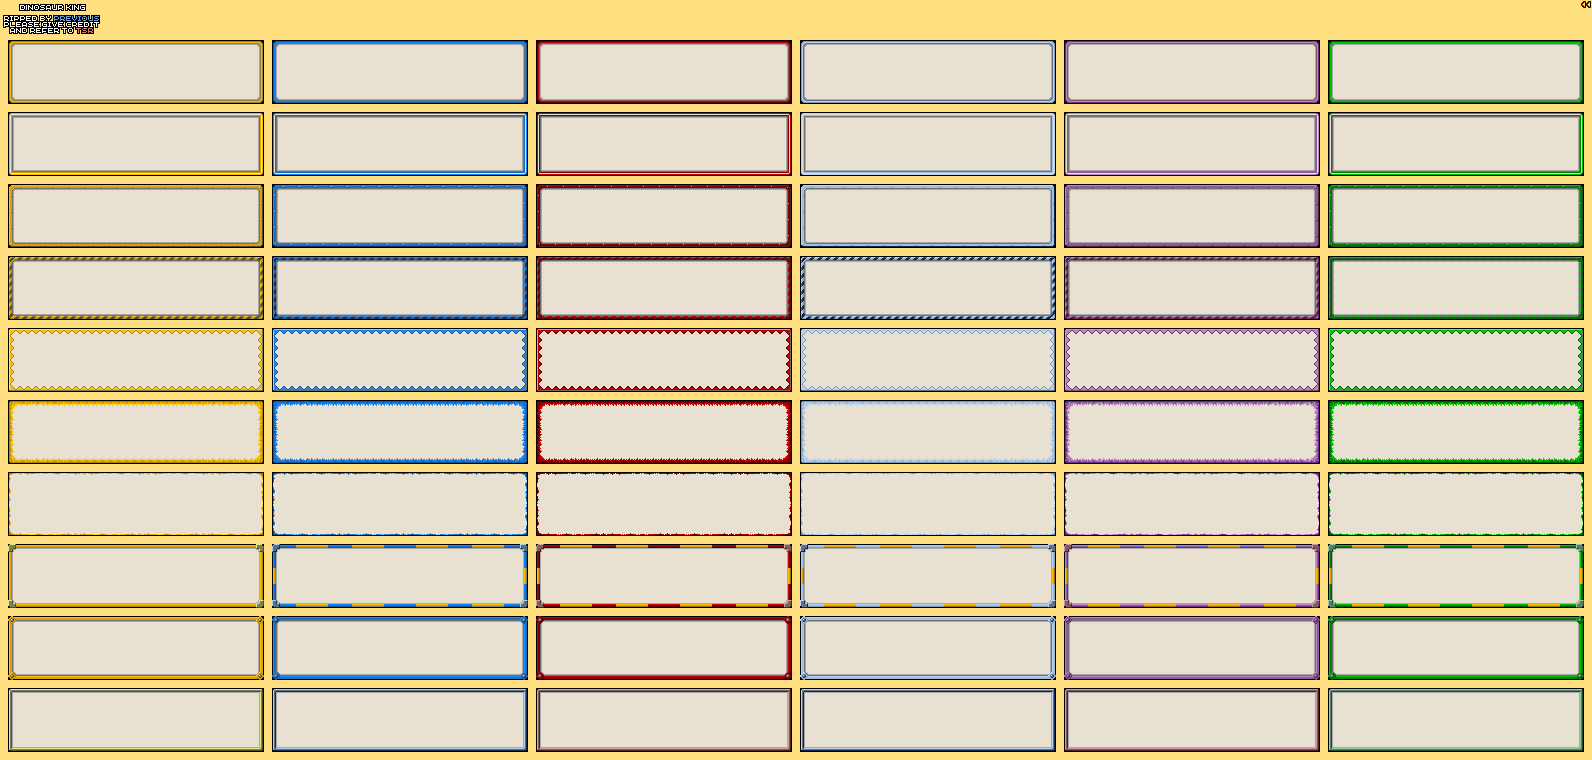 DINOSAUR KING
RIPPED BY PREVIOUS
PLEASE GIVE CREDIT
AND REFER TO TSR